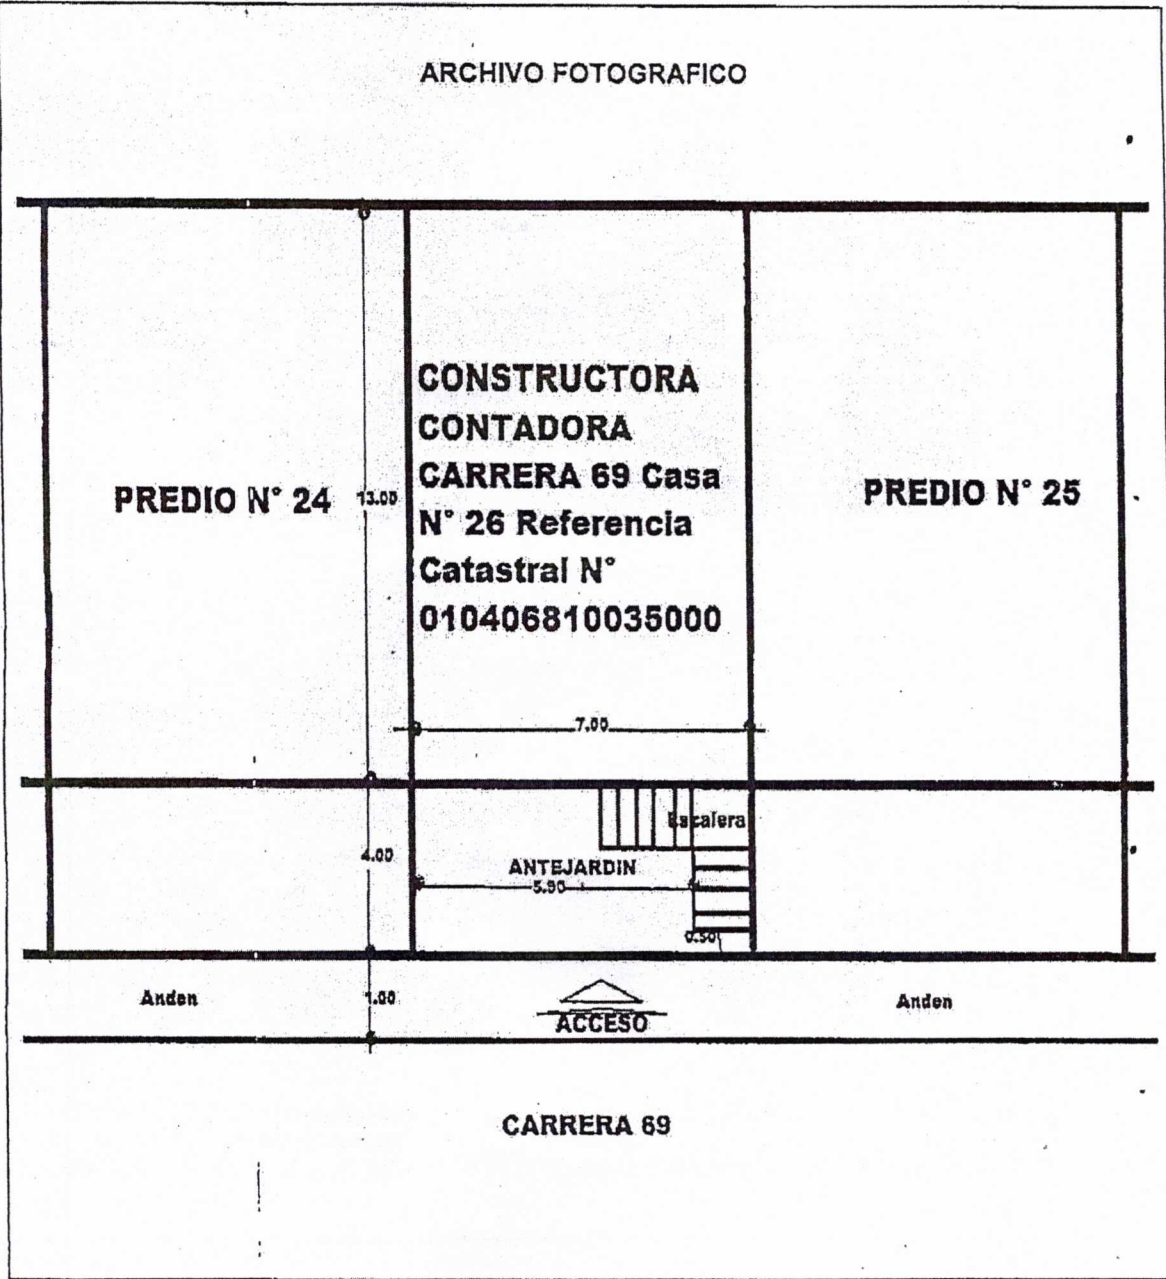 ARCHIVO FOTOGRAFICO
CONSTRUCTORA
CONTADORA
CARRERA 69 Casa
N° 26 Referencia
Catastral N°
010406810035000
PREDIO N° 24
13.00
PREDIO N° 25
7.00
Escalera
4.00
ANTEJARDIN
5.90
0.50
Anden
1.00
ACCESO
Anden
CARRERA 69